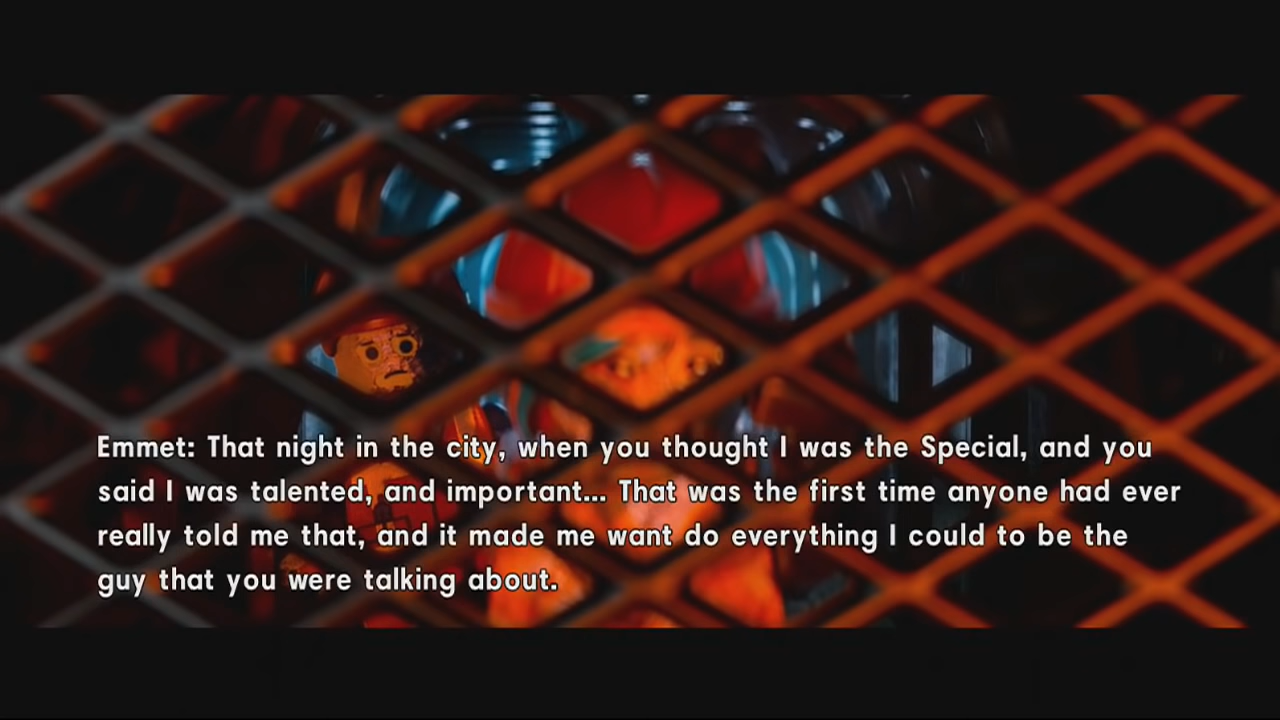 Emmet: That night in the city, when you thought I was the Special, and you
said I was talented, and important... That was the first time anyone had ever
really told me that, and it made me want do everything I could to be the
guy that you were talking about.